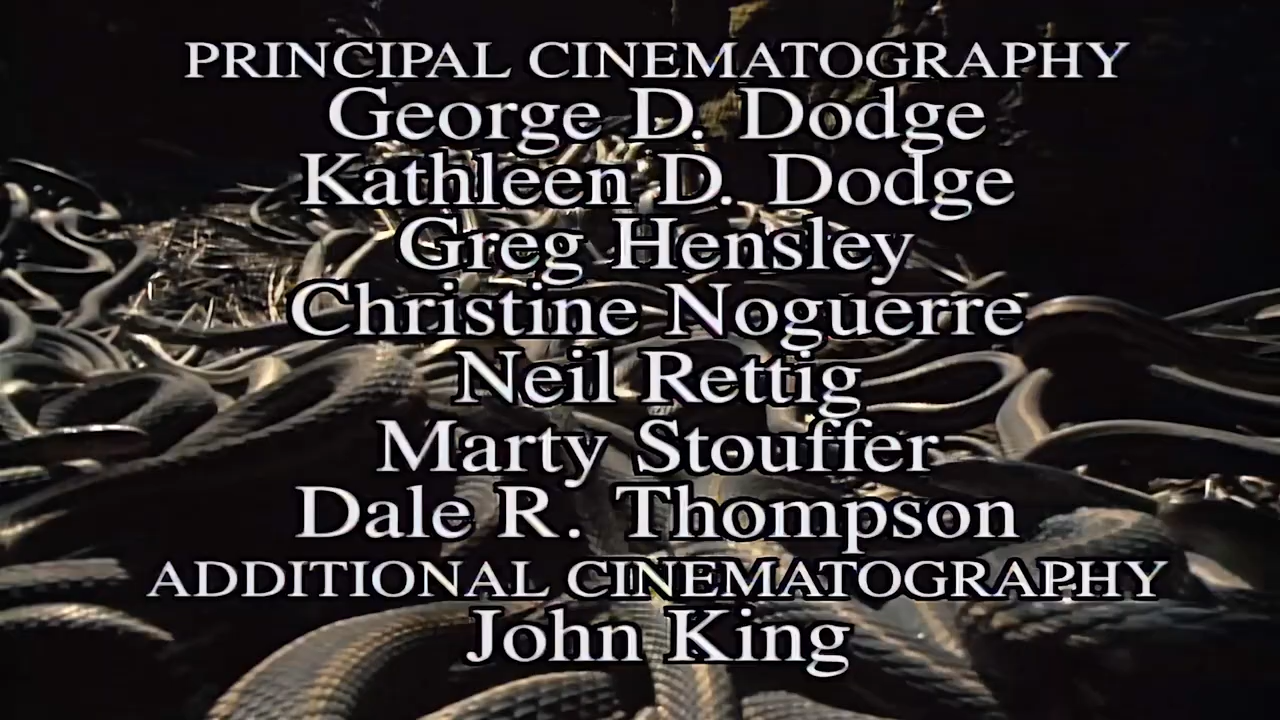 PRINCIPAL CINEMATOGRAPHY
George D. Dodge
Kathleen D. Dodge
Greg Hensley
Christine Noguerre
Neil Rettig
Marty Stouffer
Dale R. Thompson
ADDITIONAL CINEMATOGRAPHY
John King